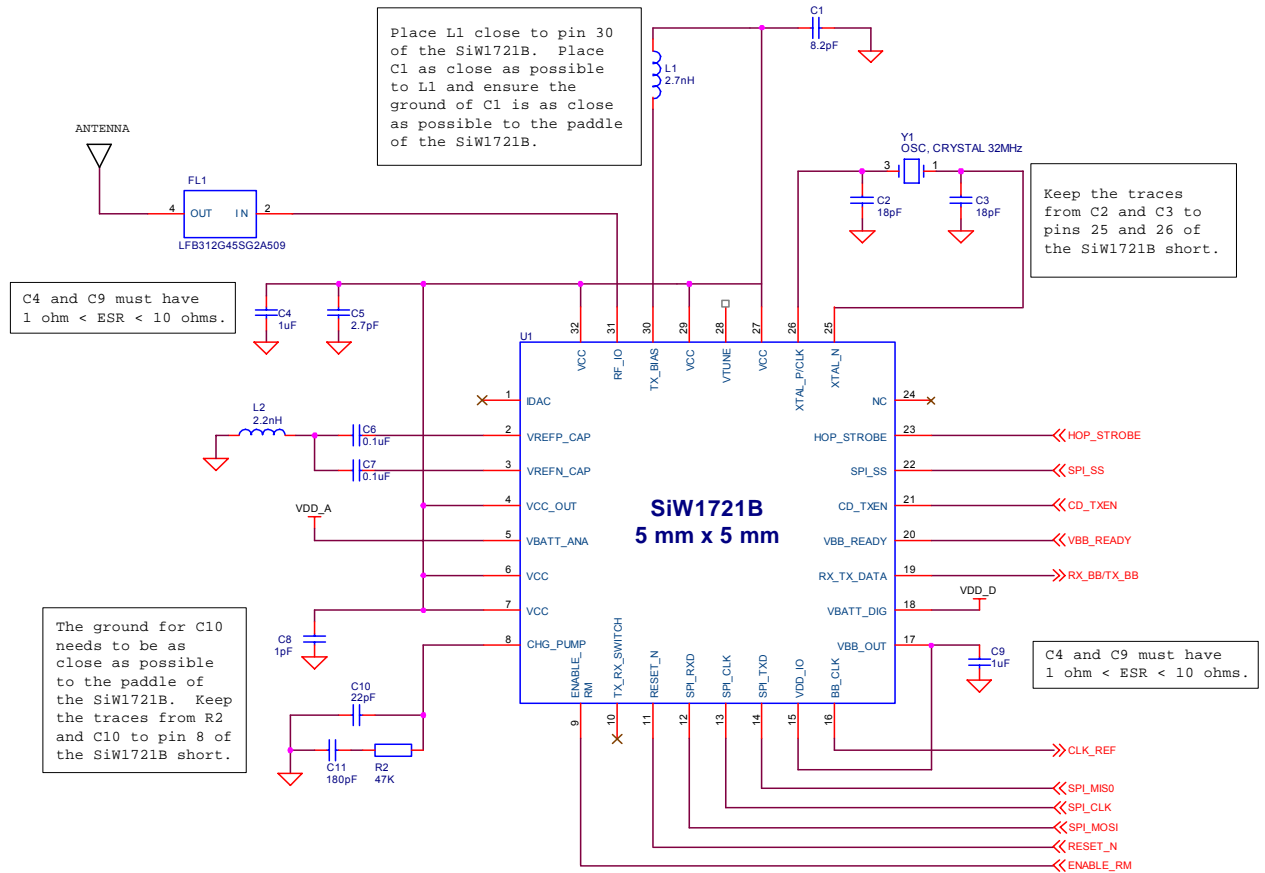 Place L1 close to pin 30
of the SiW1721B.  Place
C1 as close as possible
to L1 and ensure the
ground of C1 is as close
as possible to the paddle
of the SiW1721B.
C1
8.2pF
L1
2.7nH
ANTENNA
FL1
4
OUT
IN
2
LFB312G45SG2A509
Y1
OSC, CRYSTAL 32MHz
3
1
C2
18pF
C3
18pF
Keep the traces
from C2 and C3 to
pins 25 and 26 of
the SiW1721B short.
C4 and C9 must have
1 ohm < ESR < 10 ohms.
C4
1uF
C5
2.7pF
U1
32
VCC
31
RF_IO
30
TX_BIAS
29
VCC
28
VTUNE
27
VCC
26
XTAL_P/CLK
25
XTAL_N
1
IDAC
L2
2.2nH
C6
0.1uF
2
VREFP_CAP
C7
0.1uF
3
VREFN_CAP
4
VCC_OUT
VDD_A
5
VBATT_ANA
6
VCC
7
VCC
C8
1pF
8
CHG_PUMP
SiW1721B
5 mm x 5 mm
NC
24
HOP_STROBE
23
HOP_STROBE
SPI_SS
22
SPI_SS
CD_TXEN
21
CD_TXEN
VBB_READY
20
VBB_READY
RX_TX_DATA
19
RX_BB/TX_BB
VBATT_DIG
18
VDD_D
VBB_OUT
17
C9
1uF
C4 and C9 must have
1 ohm < ESR < 10 ohms.
The ground for C10
needs to be as
close as possible
to the paddle of
the SiW1721B.  Keep
the traces from R2
and C10 to pin 8 of
the SiW1721B short.
C10
22pF
C11
180pF
R2
47K
ENABLE_
RM
9
TX_RX_SWITCH
10
RESET_N
11
SPI_RXD
12
SPI_CLK
13
SPI_TXD
14
VDD_IO
15
BB_CLK
16
CLK_REF
SPI_MIS0
SPI_CLK
SPI_MOSI
RESET_N
ENABLE_RM